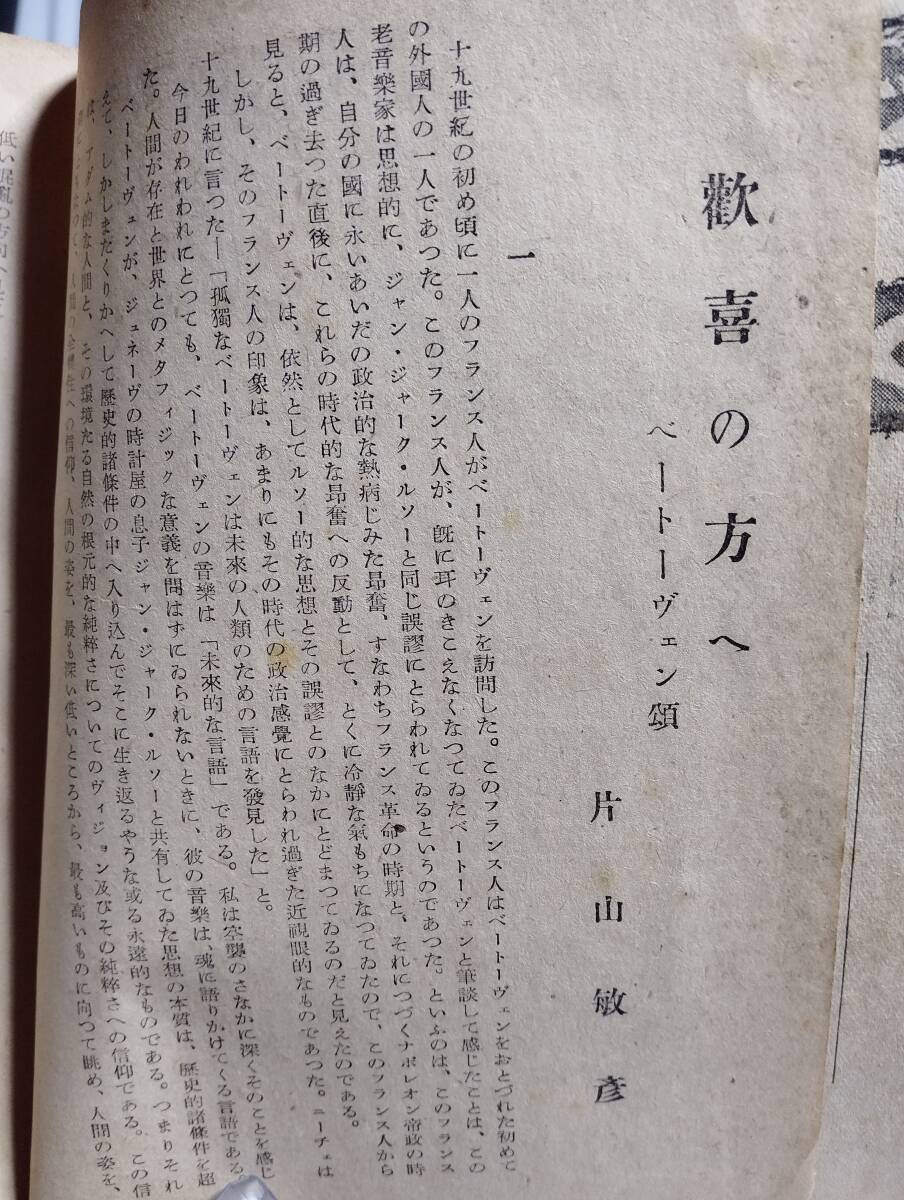 歡喜の方へ
ベートーヴェン頌
片山敏彦
一
十九世紀の初め頃に一人のフランス人がベートーヴェンを訪問した。このフランス人はベートーヴェンをおとづれた初めて
の外國人の一人であつた。このフランス人が、旣に耳のきこえなくなつてゐたベートーヴェンと筆談して感じたことは、この
老音樂家は思想的に、ジャン・ジャーク・ルソーと同じ誤謬にとらわれてゐるというのであつた。といふのは、このフランス
人は、自分の國に永いあいだの政治的な熱病じみた昂奮、すなわちフランス革命の時期と、それにつづくナポレオン帝政の時
期の過ぎ去つた直後に、これらの時代的な昂奮への反動として、とくに冷靜な氣もちになつてゐたので、このフランス人から
見ると、ベートーヴェンは、依然としてルソー的な思想とその誤謬とのなかにとどまつてゐるのだと見えたのである。
しかし、そのフランス人の印象は、あまりにもその時代の政治感覺にとらわれ過ぎた近視眼的なものであつた。ニーチェは
十九世紀に言つた―「孤獨なベートーヴェンは未來の人類のための言語を發見した」と。
今日のわれわれにとつても、ベートーヴェンの音樂は「未來的な言語」である。私は空襲のさなかに深くそのことを感じ
た。人間が存在と世界とのメタフィジックな意義を問はずにゐられないときに、彼の音樂は、魂に語りかけてくる言語である。
ベートーヴェンが、ジュネーヴの時計屋の息子ジャン・ジャーク・ルソーと共有してゐた思想の本質は、歷史的諸條件を超
えて、しかしまたくりかへして歷史的諸條件の中へ入り込んでそこに生き返るやうな或る永遠的なものである。つまりそれ
は、アダム的な人間と、その環境たる自然の根元的な純粹さについてのヴィジョン及びその純粹さへの信仰である。この信
への信仰、人間の姿を、最も深い低いところから、最も高いものに向つて眺め、人間の姿を、